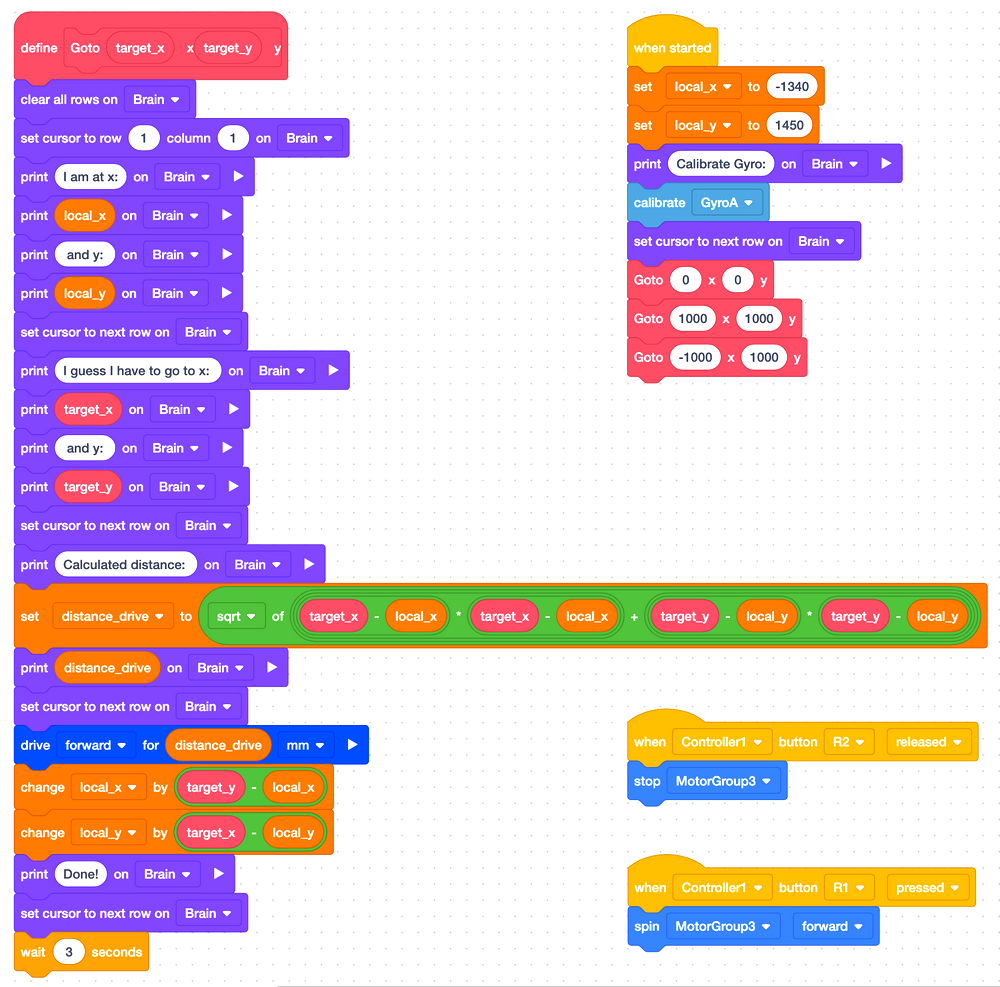 define Goto target_x x target_y y
clear all rows on Brain
set cursor to row 1 column 1 on Brain
print I am at x: on Brain
print local_x on Brain
print and y: on Brain
print local_y on Brain
set cursor to next row on Brain
print I guess I have to go to x: on Brain
print target_x on Brain
print and y: on Brain
print target_y on Brain
set cursor to next row on Brain
print Calculated distance: on Brain
set distance_drive to sqrt of target_x - local_x * target_x - local_x + target_y - local_y * target_y - local_y
print distance_drive on Brain
set cursor to next row on Brain
drive forward for distance_drive mm
change local_x by target_y - local_x
change local_y by target_x - local_y
print Done! on Brain
set cursor to next row on Brain
wait 3 seconds
when started
set local_x to -1340
set local_y to 1450
print Calibrate Gyro: on Brain
calibrate GyroA
set cursor to next row on Brain
Goto 0 x 0 y
Goto 1000 x 1000 y
Goto -1000 x 1000 y
when Controller1 button R2 released
stop MotorGroup3
when Controller1 button R1 pressed
spin MotorGroup3 forward